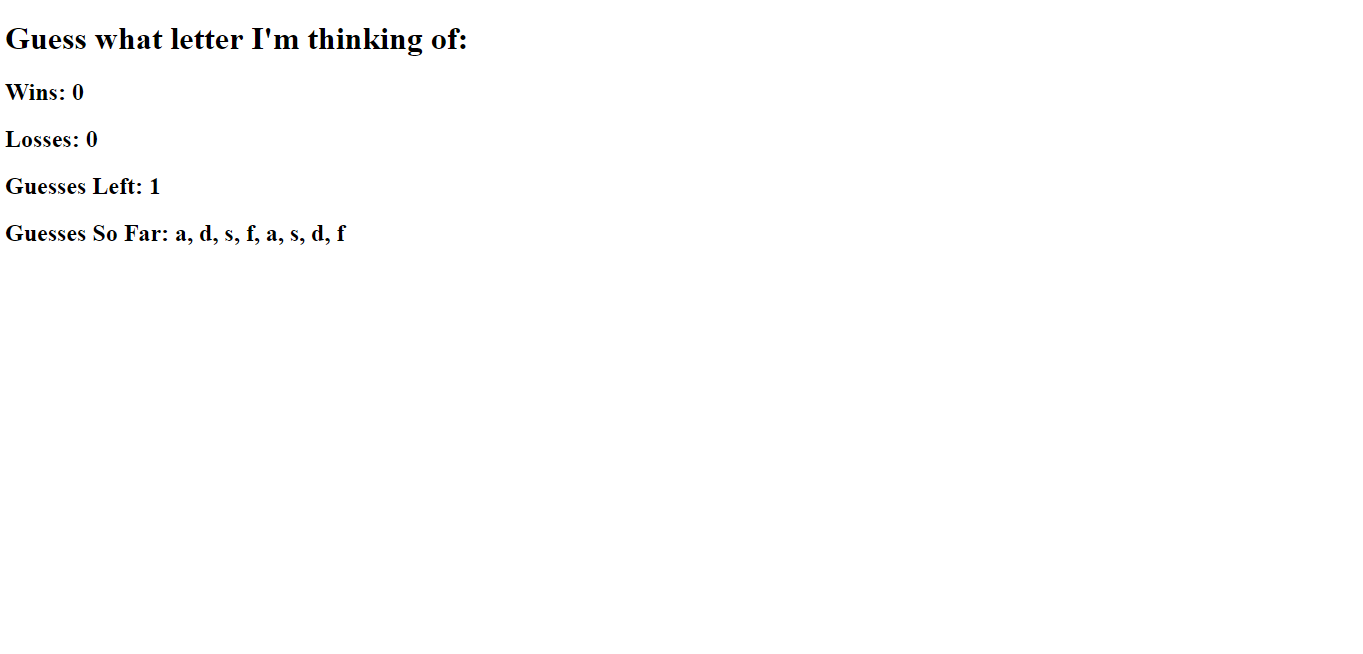 Guess what letter I'm thinking of:
Wins: 0
Losses: 0
Guesses Left: 1
Guesses So Far: a, d, s, f, a, s, d, f